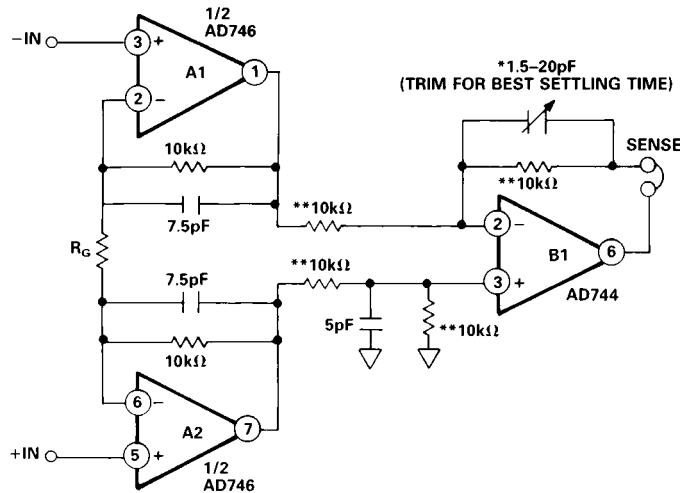 1/2
AD746
–IN
3
+
A1
1
2
–
*1.5–20pF
(TRIM FOR BEST SETTLING TIME)
10kΩ
SENSE
7.5pF
**10kΩ
**10kΩ
2
–
B1
6
RG
**10kΩ
3
+
AD744
7.5pF
5pF
**10kΩ
10kΩ
6
–
A2
7
+IN
5
+
1/2
AD746